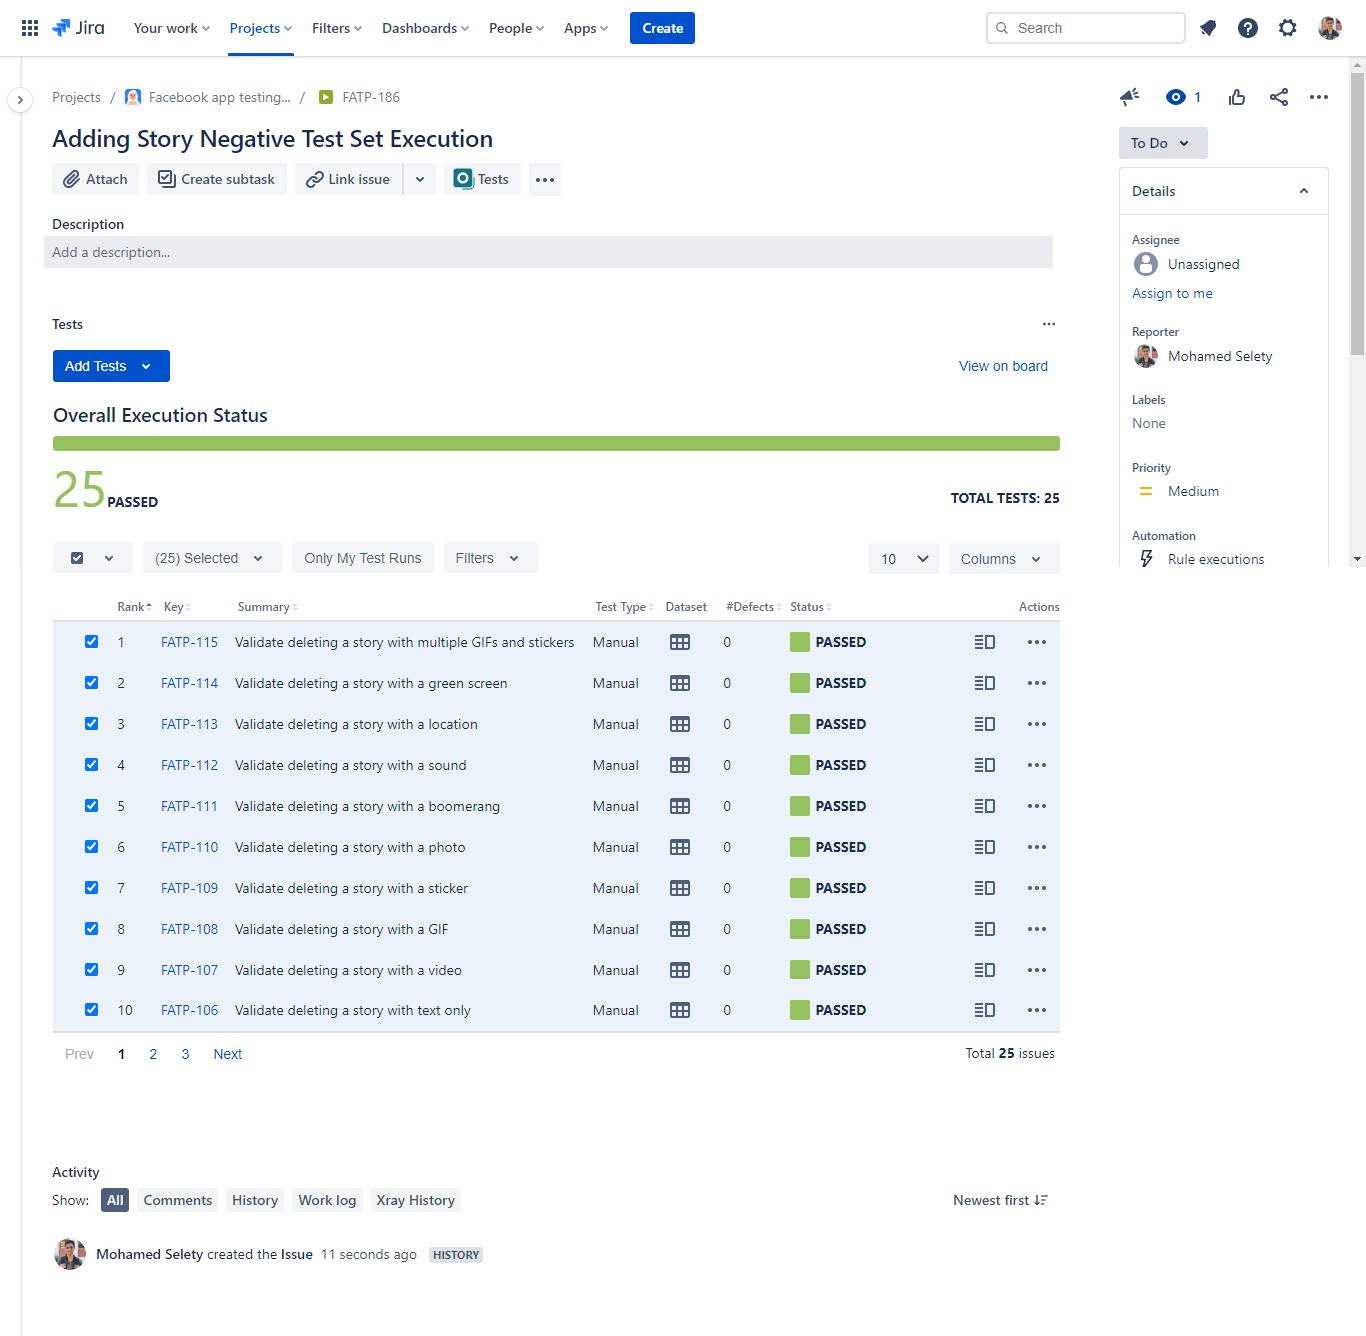 Jira Your work Projects Filters Dashboards People Apps Create Search
Projects / Facebook app testing... / FATP-186 1
Adding Story Negative Test Set Execution
To Do
Attach Create subtask Link issue Tests
Details
Description
Add a description...
Assignee
Unassigned
Assign to me
Tests
Reporter
Mohamed Selety
Add Tests View on board
Labels
None
Overall Execution Status
Priority
Medium
25 PASSED TOTAL TESTS: 25
Automation
Rule executions
(25) Selected Only My Test Runs Filters 10 Columns
Rank Key Summary Test Type Dataset #Defects Status Actions
1 FATP-115 Validate deleting a story with multiple GIFs and stickers Manual 0 PASSED
2 FATP-114 Validate deleting a story with a green screen Manual 0 PASSED
3 FATP-113 Validate deleting a story with a location Manual 0 PASSED
4 FATP-112 Validate deleting a story with a sound Manual 0 PASSED
5 FATP-111 Validate deleting a story with a boomerang Manual 0 PASSED
6 FATP-110 Validate deleting a story with a photo Manual 0 PASSED
7 FATP-109 Validate deleting a story with a sticker Manual 0 PASSED
8 FATP-108 Validate deleting a story with a GIF Manual 0 PASSED
9 FATP-107 Validate deleting a story with a video Manual 0 PASSED
10 FATP-106 Validate deleting a story with text only Manual 0 PASSED
Prev 1 2 3 Next Total 25 issues
Activity
Show: All Comments History Work log Xray History Newest first
Mohamed Selety created the Issue 11 seconds ago HISTORY